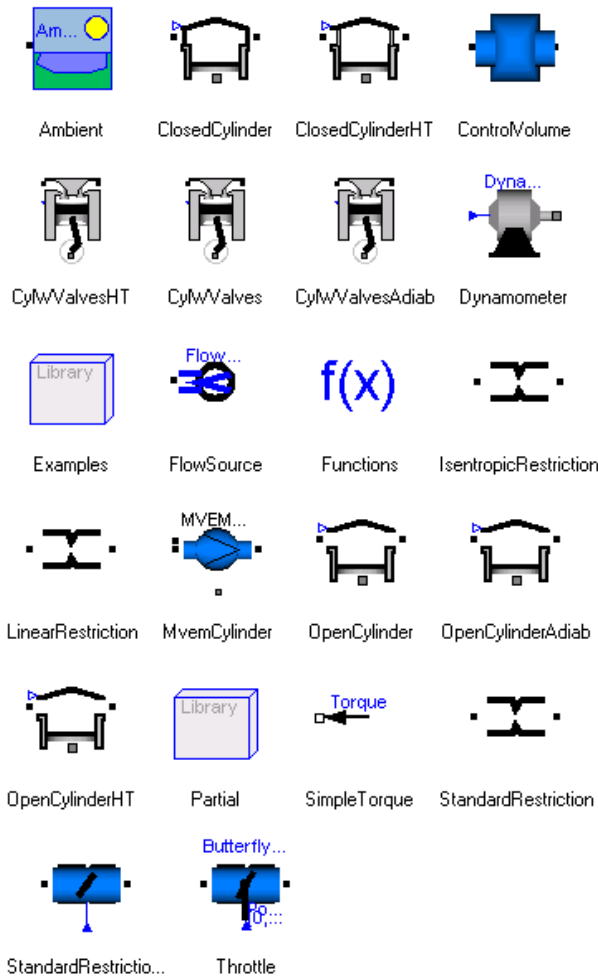 Am...
Ambient ClosedCylinder ClosedCylinderHT ControlVolume
Dyna...
CylWValvesHT CylWValves CylWValvesAdiab Dynamometer
Library Flow... f(x)
Examples FlowSource Functions IsentropicRestriction
MVEM...
LinearRestriction MvemCylinder OpenCylinder OpenCylinderAdiab
Library Torque
OpenCylinderHT Partial SimpleTorque StandardRestriction
Butterfly...
StandardRestrictio... Throttle